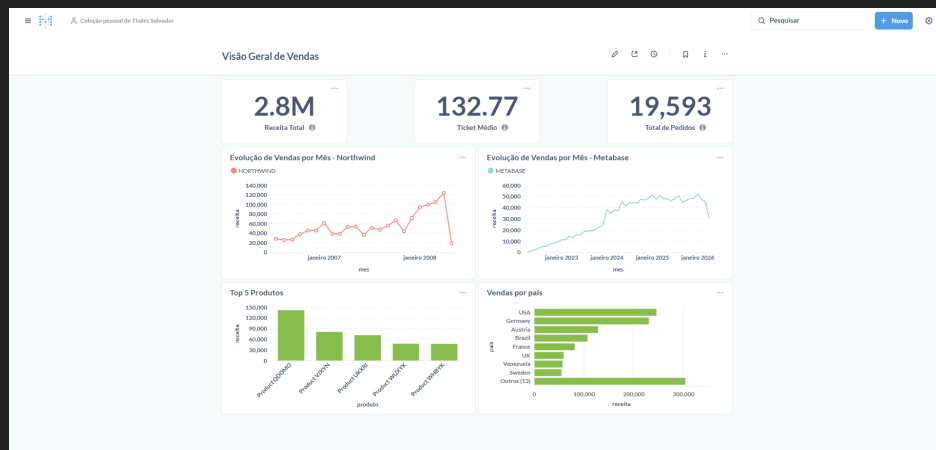 Coleção pessoal de Thales Salvador
Pesquisar
+ Novo
Visão Geral de Vendas
2.8M
Receita Total
132.77
Ticket Médio
19,593
Total de Pedidos
Evolução de Vendas por Mês - Northwind
NORTHWIND
140,000
120,000
100,000
80,000
60,000
40,000
20,000
0
receita
janeiro 2007
janeiro 2008
mes
Evolução de Vendas por Mês - Metabase
METABASE
60,000
50,000
40,000
30,000
20,000
10,000
0
receita
janeiro 2023
janeiro 2024
janeiro 2025
janeiro 2026
mes
Top 5 Produtos
150,000
120,000
90,000
60,000
30,000
0
receita
Product QDOMO
Product VJXYN
Product UKXRI
Product WUXYK
Product WHBYK
produto
Vendas por país
USA
Germany
Austria
Brazil
France
UK
Venezuela
Sweden
Outros (13)
país
0
100,000
200,000
300,000
receita